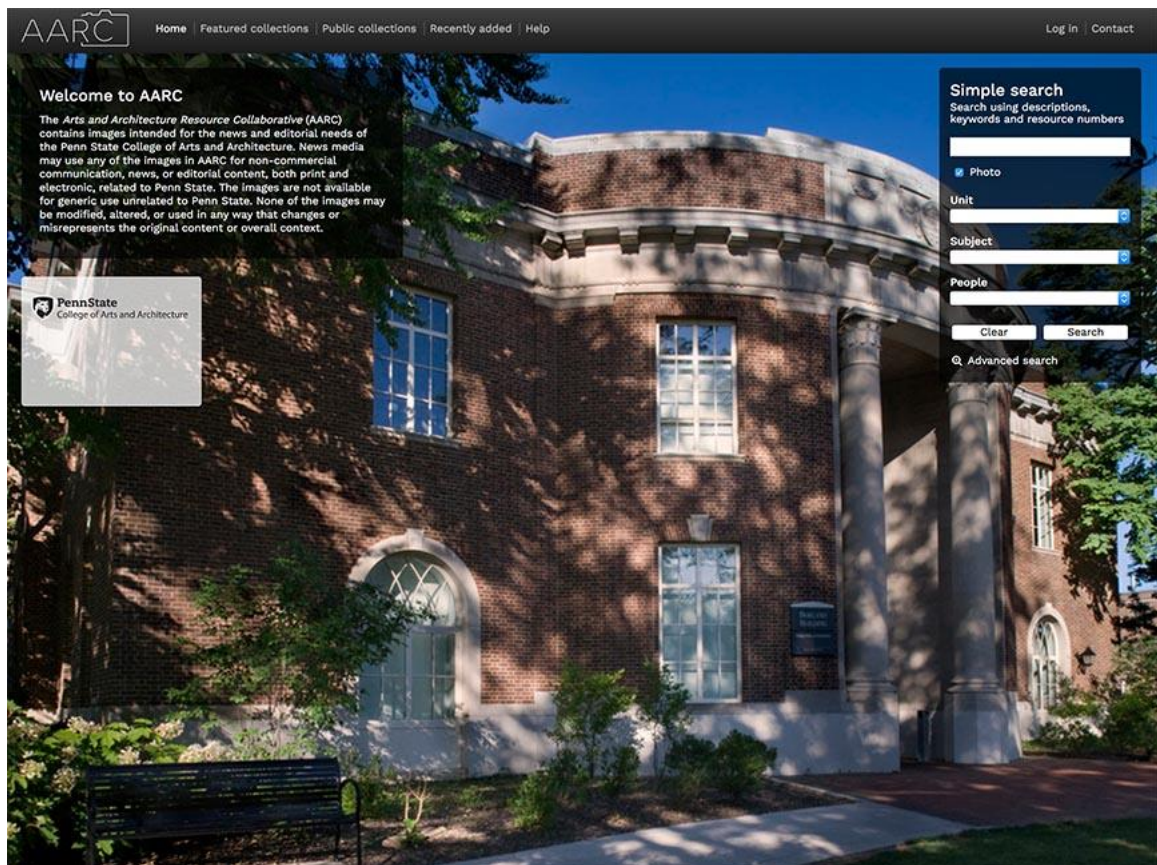 AARC
Home
Featured collections
Public collections
Recently added
Help
Log in
Contact
Welcome to AARC
The Arts and Architecture Resource Collaborative (AARC)
contains images intended for the news and editorial needs of
the Penn State College of Arts and Architecture. News media
may use any of the images in AARC for non-commercial
communication, news, or editorial content, both print and
electronic, related to Penn State. The images are not available
for generic use unrelated to Penn State. None of the images may
be modified, altered, or used in any way that changes or
misrepresents the original content or overall context.
PennState
College of Arts and Architecture
Simple search
Search using descriptions,
keywords and resource numbers
Photo
Unit
Subject
People
Clear
Search
Advanced search
Building